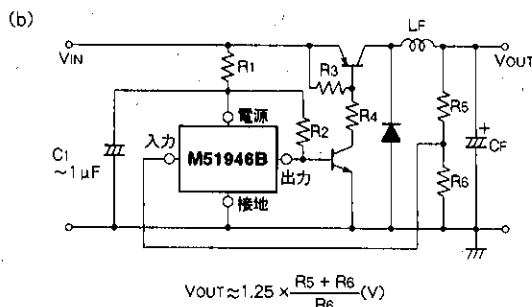 (b)
VIN
R1
R3
LF
VOUT
電源
R2
R4
R5
入力
M51946B
C1
~1μF
出力
+
CF
R6
接地
VOUT≈1.25 × R5 + R6
R6
(V)